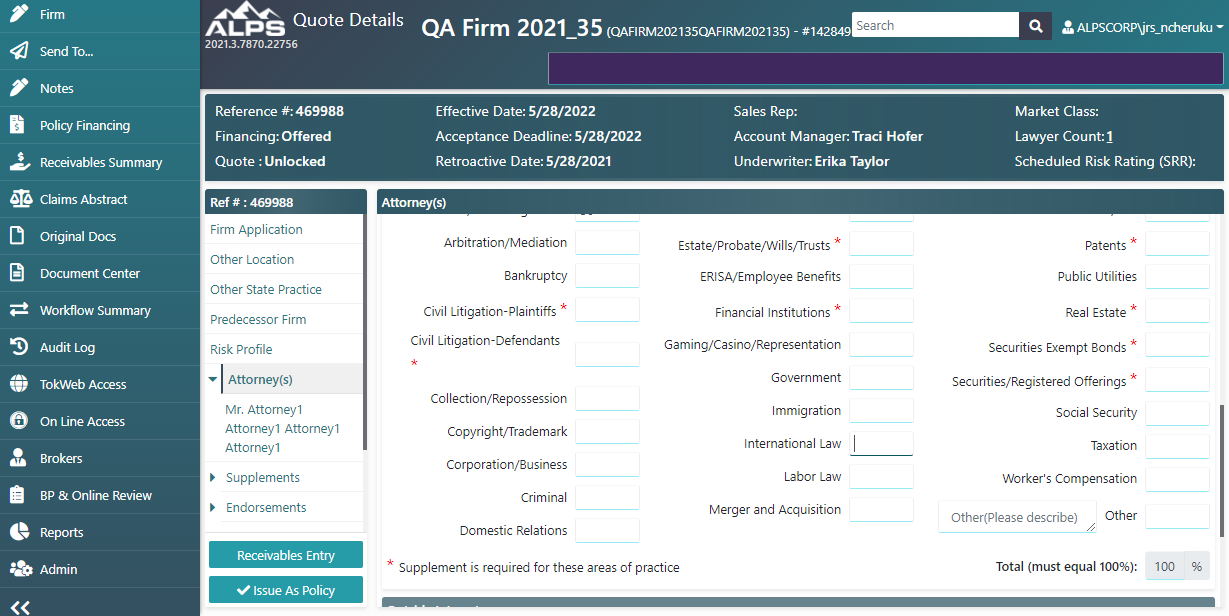 Firm
Send To...
Notes
Policy Financing
Receivables Summary
Claims Abstract
Original Docs
Document Center
Workflow Summary
Audit Log
TokWeb Access
On Line Access
Brokers
BP & Online Review
Reports
Admin
ALPS
2021.3.7870.22756
Quote Details
QA Firm 2021_35 (QAFIRM202135QAFIRM202135) - #142849
Search
ALPSCORP\jrs_ncheruku
Reference #: 469988
Financing: Offered
Quote : Unlocked
Effective Date: 5/28/2022
Acceptance Deadline: 5/28/2022
Retroactive Date: 5/28/2021
Sales Rep:
Account Manager: Traci Hofer
Underwriter: Erika Taylor
Market Class:
Lawyer Count: 1
Scheduled Risk Rating (SRR):
Ref # : 469988
Firm Application
Other Location
Other State Practice
Predecessor Firm
Risk Profile
Attorney(s)
Mr. Attorney1
Attorney1 Attorney1
Attorney1
Supplements
Endorsements
Receivables Entry
Issue As Policy
Attorney(s)
Arbitration/Mediation
Bankruptcy
Civil Litigation-Plaintiffs *
Civil Litigation-Defendants
*
Collection/Repossession
Copyright/Trademark
Corporation/Business
Criminal
Domestic Relations
Estate/Probate/Wills/Trusts *
ERISA/Employee Benefits
Financial Institutions *
Gaming/Casino/Representation
Government
Immigration
International Law
Labor Law
Merger and Acquisition
Patents *
Public Utilities
Real Estate *
Securities Exempt Bonds *
Securities/Registered Offerings *
Social Security
Taxation
Worker's Compensation
Other(Please describe) Other
* Supplement is required for these areas of practice
Total (must equal 100%): 100 %